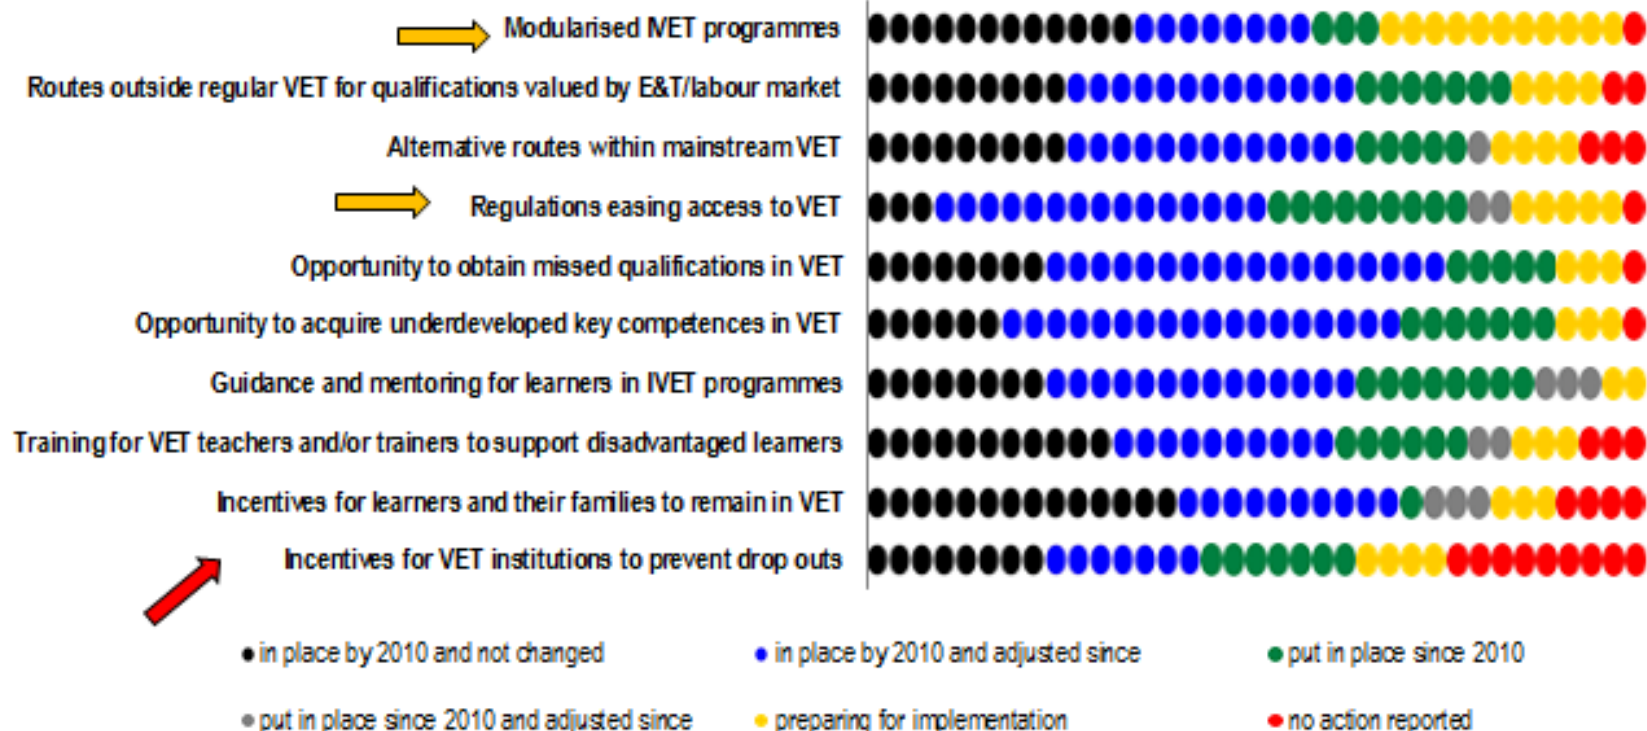 Modularised IVET programmes
Routes outside regular VET for qualifications valued by E&T/labour market
Alternative routes within mainstream VET
Regulations easing access to VET
Opportunity to obtain missed qualifications in VET
Opportunity to acquire underdeveloped key competences in VET
Guidance and mentoring for learners in IVET programmes
Training for VET teachers and/or trainers to support disadvantaged learners
Incentives for learners and their families to remain in VET
Incentives for VET institutions to prevent drop outs
in place by 2010 and not changed
in place by 2010 and adjusted since
put in place since 2010
put in place since 2010 and adjusted since
preparing for implementation
no action reported